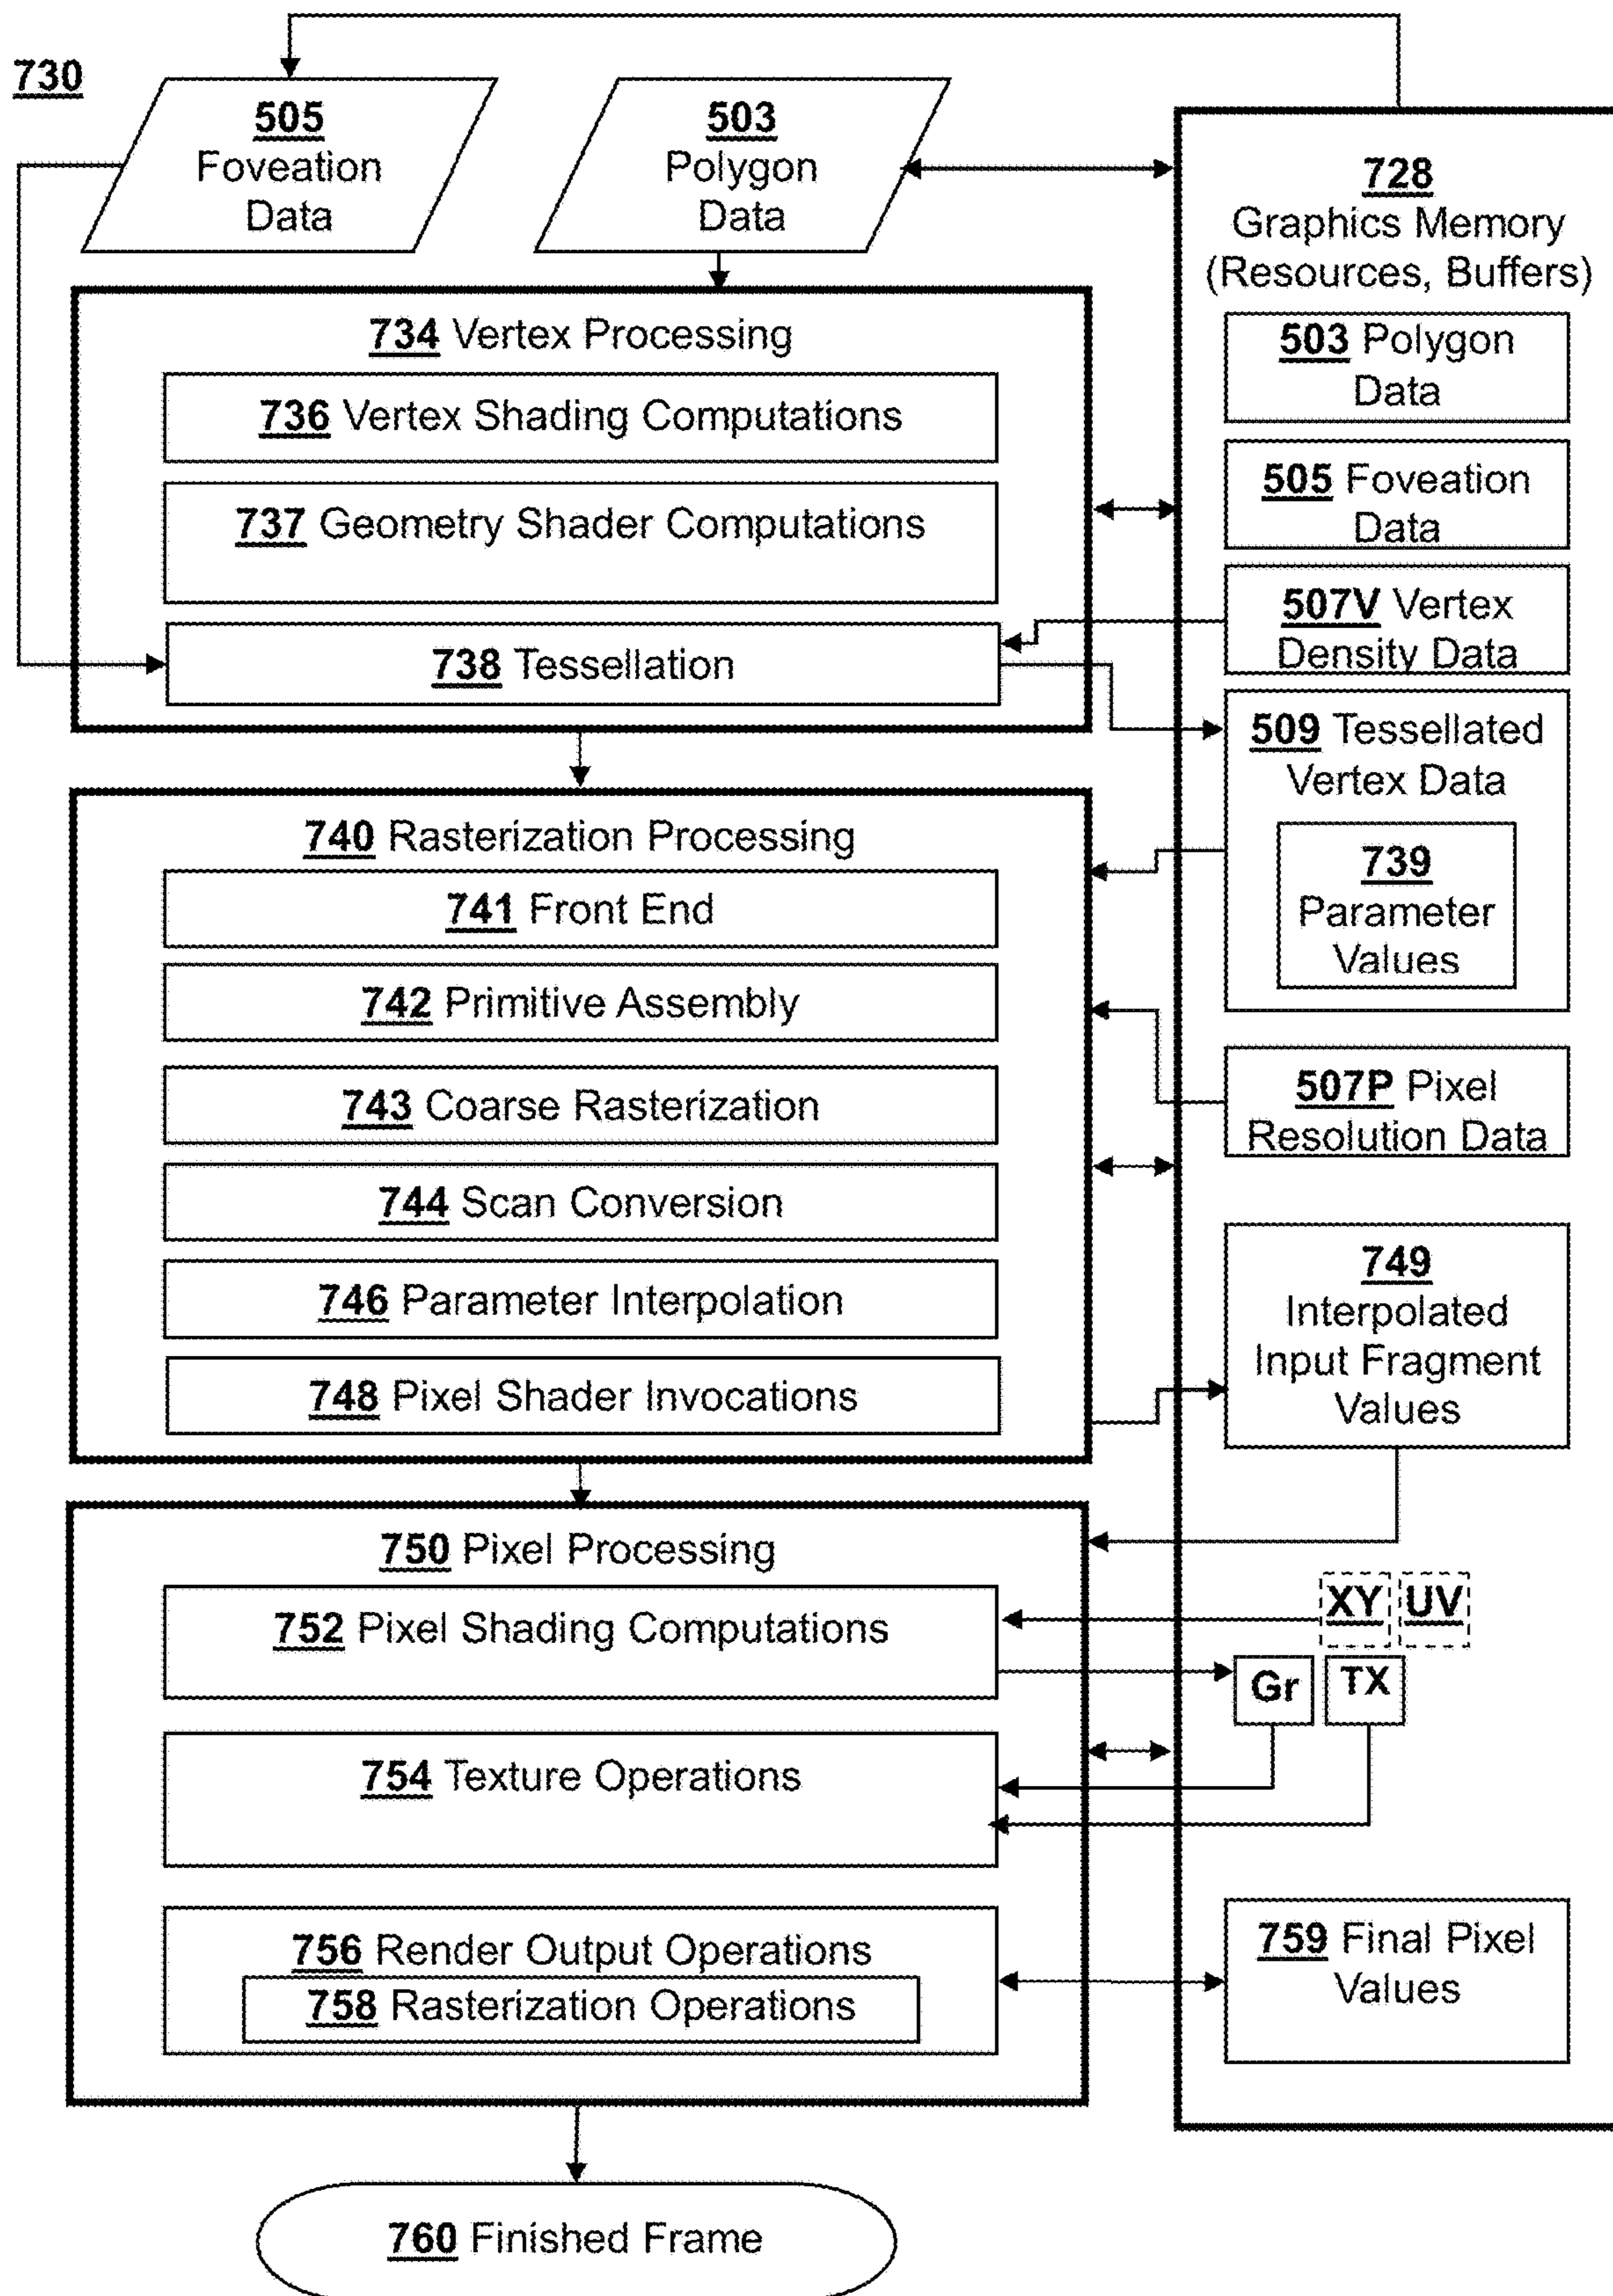 730
505
Foveation
Data
503
Polygon
Data
734 Vertex Processing
736 Vertex Shading Computations
737 Geometry Shader Computations
738 Tessellation
740 Rasterization Processing
741 Front End
742 Primitive Assembly
743 Coarse Rasterization
744 Scan Conversion
746 Parameter Interpolation
748 Pixel Shader Invocations
750 Pixel Processing
752 Pixel Shading Computations
754 Texture Operations
756 Render Output Operations
758 Rasterization Operations
760 Finished Frame
728
Graphics Memory
(Resources, Buffers)
503 Polygon
Data
505 Foveation
Data
507V Vertex
Density Data
509 Tessellated
Vertex Data
739
Parameter
Values
507P Pixel
Resolution Data
749
Interpolated
Input Fragment
Values
XY UV
Gr TX
759 Final Pixel
Values